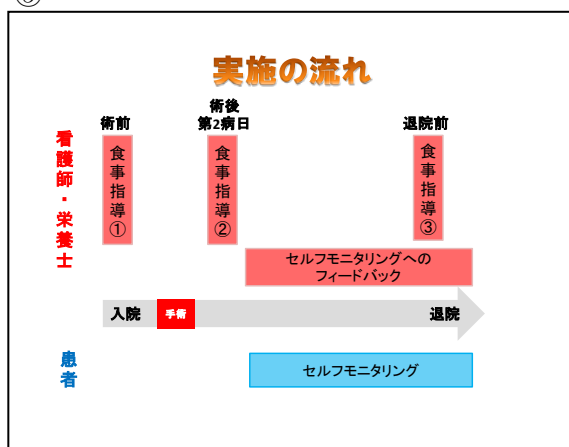 実施の流れ
術前
術後
第2病日
退院前
看護師・栄養士
食事指導①
食事指導②
食事指導③
セルフモニタリングへの
フィードバック
入院
手術
退院
患者
セルフモニタリング